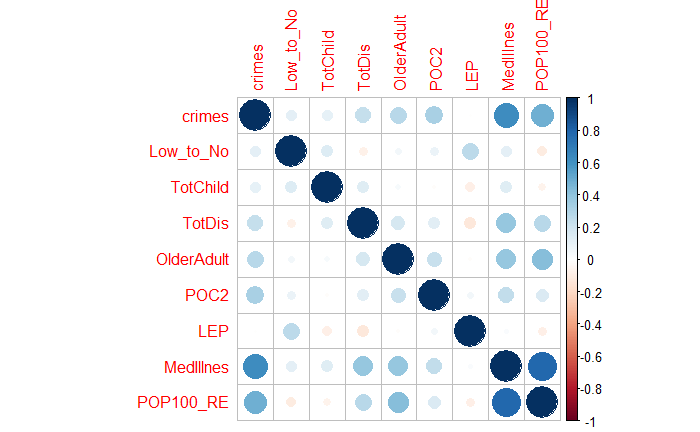 crimes
Low_to_No
TotChild
TotDis
OlderAdult
POC2
LEP
MedIllnes
POP100_RE
crimes
Low_to_No
TotChild
TotDis
OlderAdult
POC2
LEP
MedIllnes
POP100_RE
1
0.8
0.6
0.4
0.2
0
-0.2
-0.4
-0.6
-0.8
-1